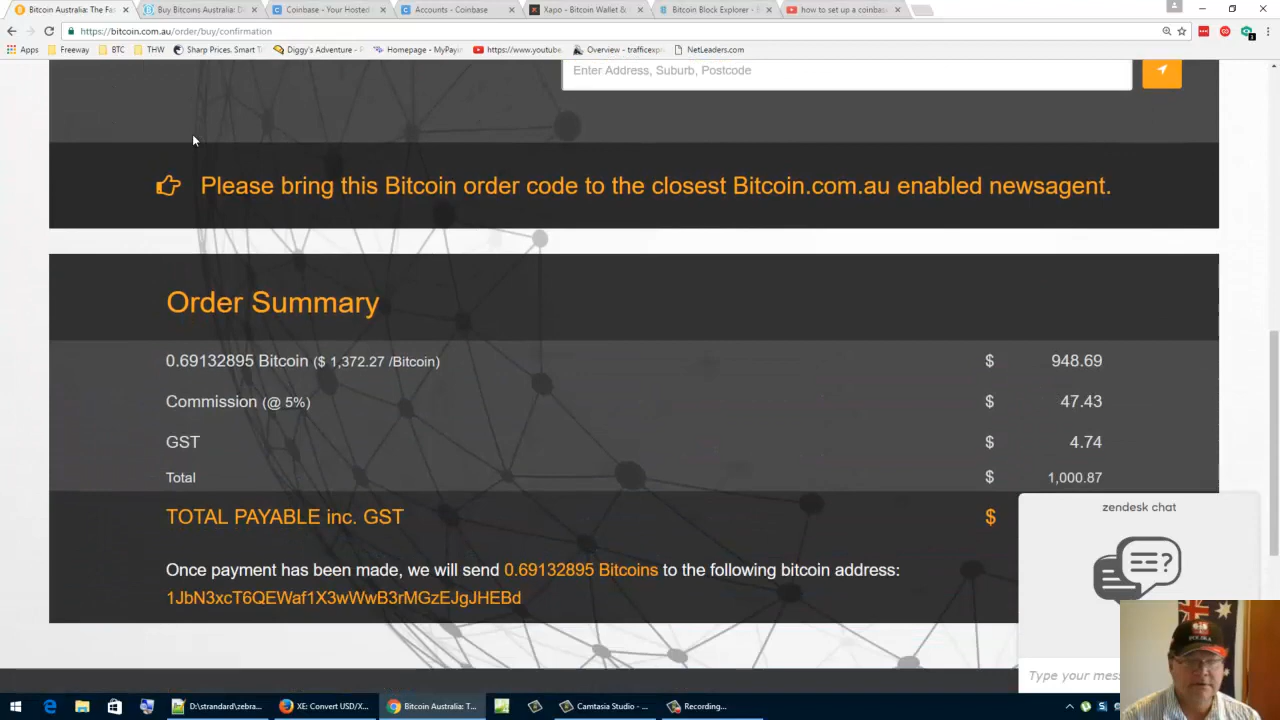 Bitcoin Australia: The Fa
Buy Bitcoins Australia: D
Coinbase - Your Hosted
Accounts - Coinbase
Xapo - Bitcoin Wallet &
Bitcoin Block Explorer - B
how to set up a coinbas
https://bitcoin.com.au/order/buy/confirmation
Apps Freeway BTC THW Sharp Prices. Smart T Diggy's Adventure - F Homepage - MyPayin https://www.youtube. Overview - trafficexpr NetLeaders.com
Enter Address, Suburb, Postcode
Please bring this Bitcoin order code to the closest Bitcoin.com.au enabled newsagent.
Order Summary
0.69132895 Bitcoin ($ 1,372.27 /Bitcoin) $ 948.69
Commission (@ 5%) $ 47.43
GST $ 4.74
Total $ 1,000.87
TOTAL PAYABLE inc. GST $
zendesk chat
Once payment has been made, we will send 0.69132895 Bitcoins to the following bitcoin address:
1JbN3xcT6QEWaf1X3wWwB3rMGzEJgJHEBd
POLSKA
Type your mes
D:\strandard\zebra... XE: Convert USD/X... Bitcoin Australia: T... Camtasia Studio - ... Recording...